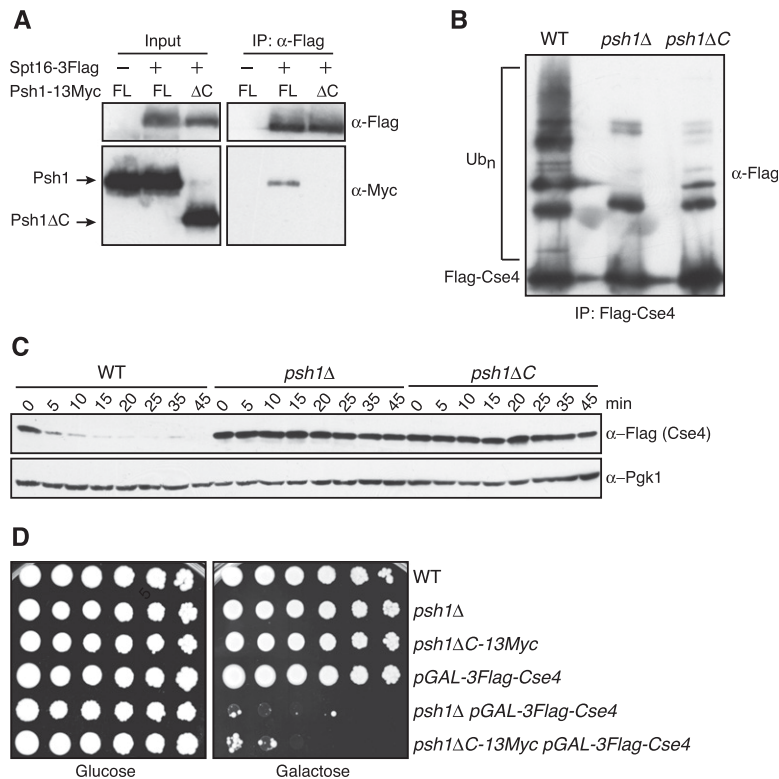 A
Input IP: α-Flag
Spt16-3Flag – + + – + +
Psh1-13Myc FL FL ΔC FL FL ΔC
α-Flag
Psh1
α-Myc
Psh1ΔC
B
WT psh1Δ psh1ΔC
Ubn
α-Flag
Flag-Cse4
IP: Flag-Cse4
C
WT psh1Δ psh1ΔC
0 5 10 15 20 25 35 45 0 5 10 15 20 25 35 45 0 5 10 15 20 25 35 45 min
α–Flag (Cse4)
α–Pgk1
D
WT
psh1Δ
psh1ΔC-13Myc
pGAL-3Flag-Cse4
psh1Δ pGAL-3Flag-Cse4
psh1ΔC-13Myc pGAL-3Flag-Cse4
Glucose Galactose